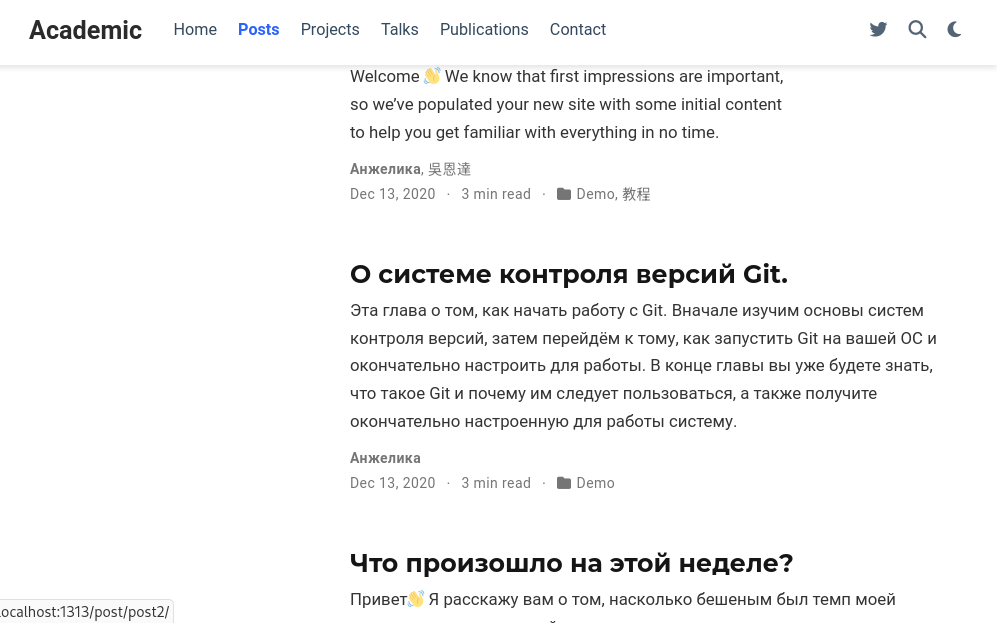 Academic Home Posts Projects Talks Publications Contact
Welcome 👋 We know that first impressions are important,
so we’ve populated your new site with some initial content
to help you get familiar with everything in no time.
Анжелика, 吳恩達
Dec 13, 2020 · 3 min read · Demo, 教程
О системе контроля версий Git.
Эта глава о том, как начать работу с Git. Вначале изучим основы систем
контроля версий, затем перейдём к тому, как запустить Git на вашей ОС и
окончательно настроить для работы. В конце главы вы уже будете знать,
что такое Git и почему им следует пользоваться, а также получите
окончательно настроенную для работы систему.
Анжелика
Dec 13, 2020 · 3 min read · Demo
Что произошло на этой неделе?
Привет👋 Я расскажу вам о том, насколько бешеным был темп моей
ocalhost:1313/post/post2/